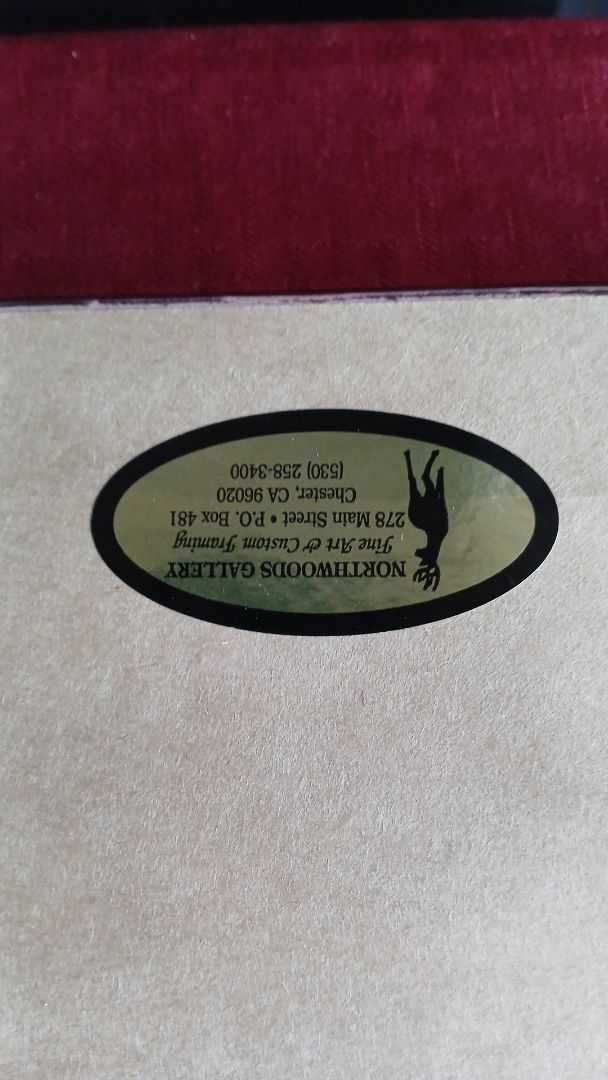 NORTHWOODS GALLERY
Fine Art & Custom Framing
278 Main Street • P.O. Box 481
Chester, CA 96020
(530) 258-3400